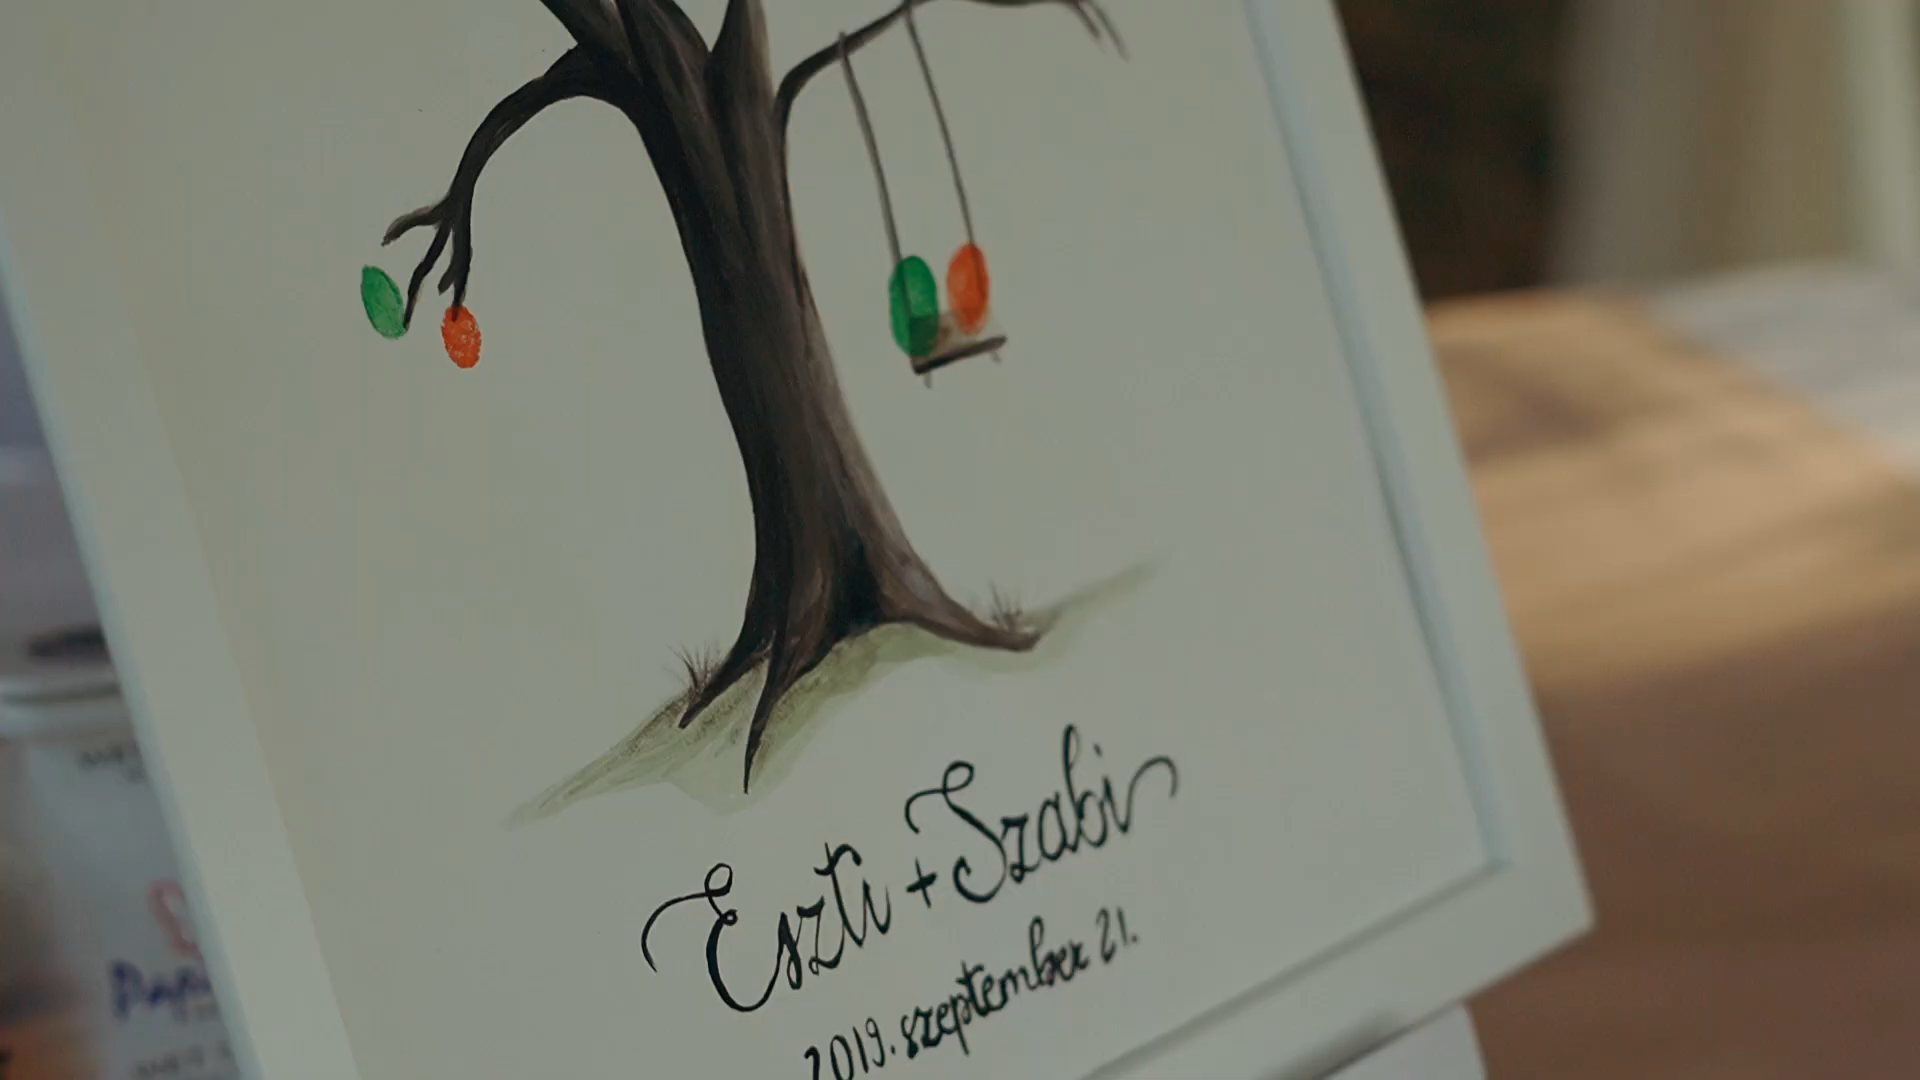 Eszti + Szabi
2019. szeptember 21.